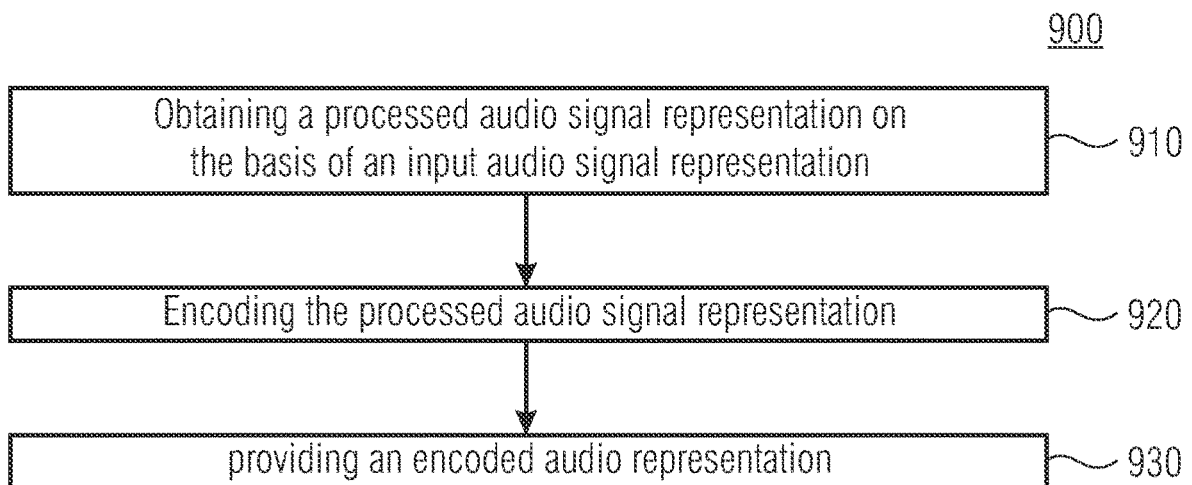 900
Obtaining a processed audio signal representation on
the basis of an input audio signal representation
910
Encoding the processed audio signal representation
920
providing an encoded audio representation
930